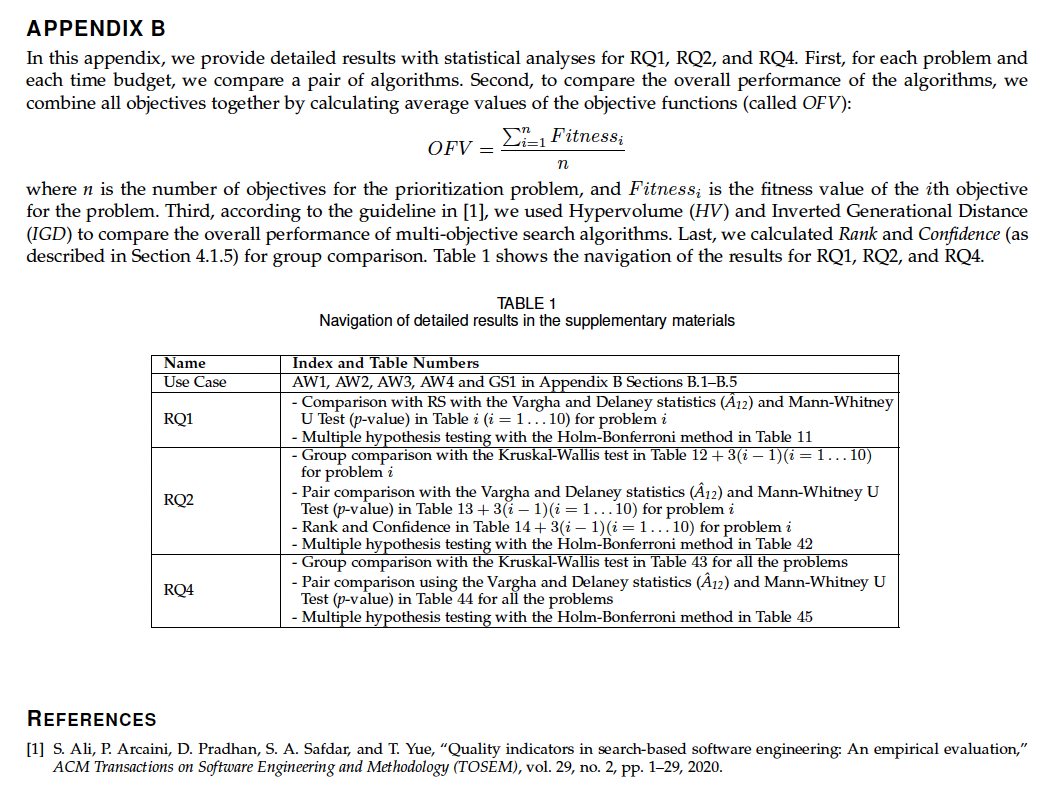 APPENDIX B
In this appendix, we provide detailed results with statistical analyses for RQ1, RQ2, and RQ4. First, for each problem and
each time budget, we compare a pair of algorithms. Second, to compare the overall performance of the algorithms, we
combine all objectives together by calculating average values of the objective functions (called OFV):
OFV = \frac{\sum_{i=1}^{n} Fitness_i}{n}
where n is the number of objectives for the prioritization problem, and Fitness_i is the fitness value of the ith objective
for the problem. Third, according to the guideline in [1], we used Hypervolume (HV) and Inverted Generational Distance
(IGD) to compare the overall performance of multi-objective search algorithms. Last, we calculated Rank and Confidence (as
described in Section 4.1.5) for group comparison. Table 1 shows the navigation of the results for RQ1, RQ2, and RQ4.
TABLE 1
Navigation of detailed results in the supplementary materials
Name Index and Table Numbers
Use Case AW1, AW2, AW3, AW4 and GS1 in Appendix B Sections B.1–B.5
RQ1
- Comparison with RS with the Vargha and Delaney statistics (Â12) and Mann-Whitney
U Test (p-value) in Table i (i = 1 . . . 10) for problem i
- Multiple hypothesis testing with the Holm-Bonferroni method in Table 11
RQ2
- Group comparison with the Kruskal-Wallis test in Table 12 + 3(i − 1)(i = 1 . . . 10)
for problem i
- Pair comparison with the Vargha and Delaney statistics (Â12) and Mann-Whitney U
Test (p-value) in Table 13 + 3(i − 1)(i = 1 . . . 10) for problem i
- Rank and Confidence in Table 14 + 3(i − 1)(i = 1 . . . 10) for problem i
- Multiple hypothesis testing with the Holm-Bonferroni method in Table 42
RQ4
- Group comparison with the Kruskal-Wallis test in Table 43 for all the problems
- Pair comparison using the Vargha and Delaney statistics (Â12) and Mann-Whitney U
Test (p-value) in Table 44 for all the problems
- Multiple hypothesis testing with the Holm-Bonferroni method in Table 45
REFERENCES
[1] S. Ali, P. Arcaini, D. Pradhan, S. A. Safdar, and T. Yue, “Quality indicators in search-based software engineering: An empirical evaluation,”
ACM Transactions on Software Engineering and Methodology (TOSEM), vol. 29, no. 2, pp. 1–29, 2020.